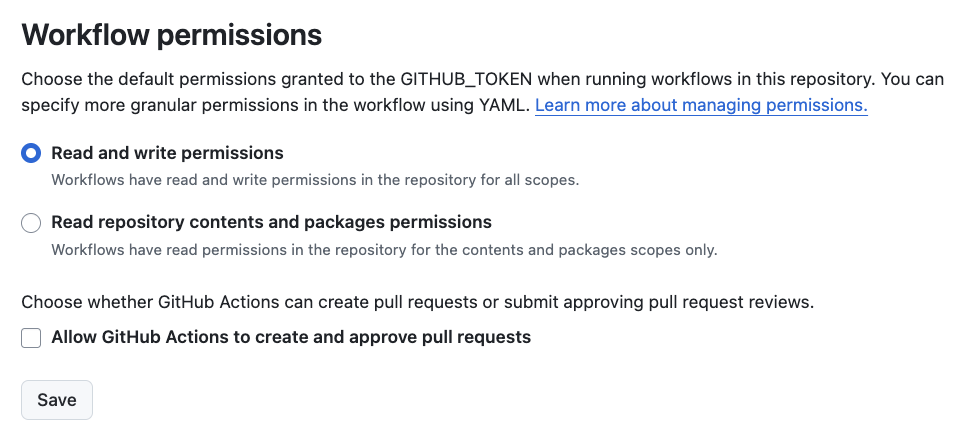 Workflow permissions
Choose the default permissions granted to the GITHUB_TOKEN when running workflows in this repository. You can
specify more granular permissions in the workflow using YAML. Learn more about managing permissions.
Read and write permissions
Workflows have read and write permissions in the repository for all scopes.
Read repository contents and packages permissions
Workflows have read permissions in the repository for the contents and packages scopes only.
Choose whether GitHub Actions can create pull requests or submit approving pull request reviews.
Allow GitHub Actions to create and approve pull requests
Save